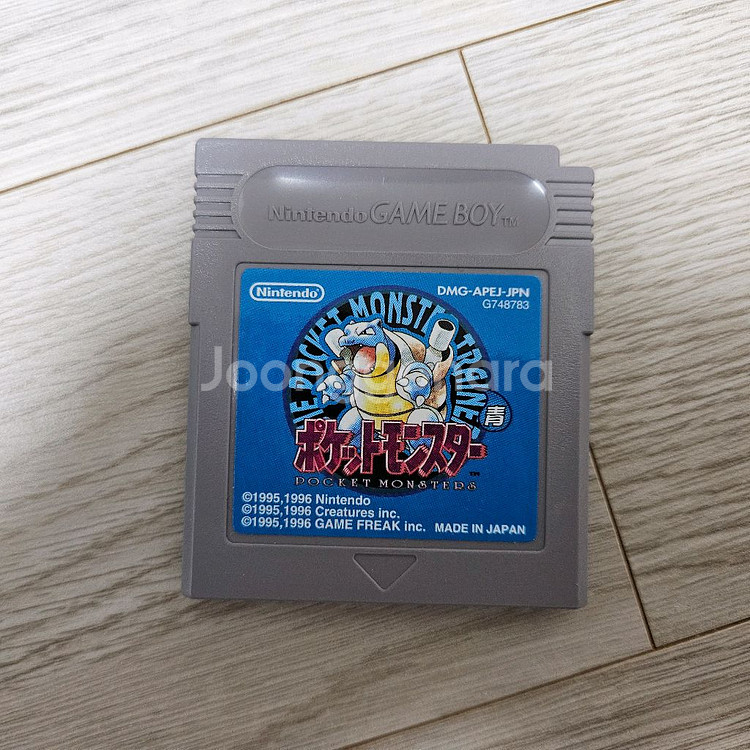 Nintendo GAME BOY TM
Nintendo
DMG-APEJ-JPN
G748783
THE POCKET MONSTER TRAINER
Joonggonara
青
ポケットモンスター TM
POCKET MONSTERS
©1995,1996 Nintendo
©1995,1996 Creatures inc.
©1995,1996 GAME FREAK inc. MADE IN JAPAN